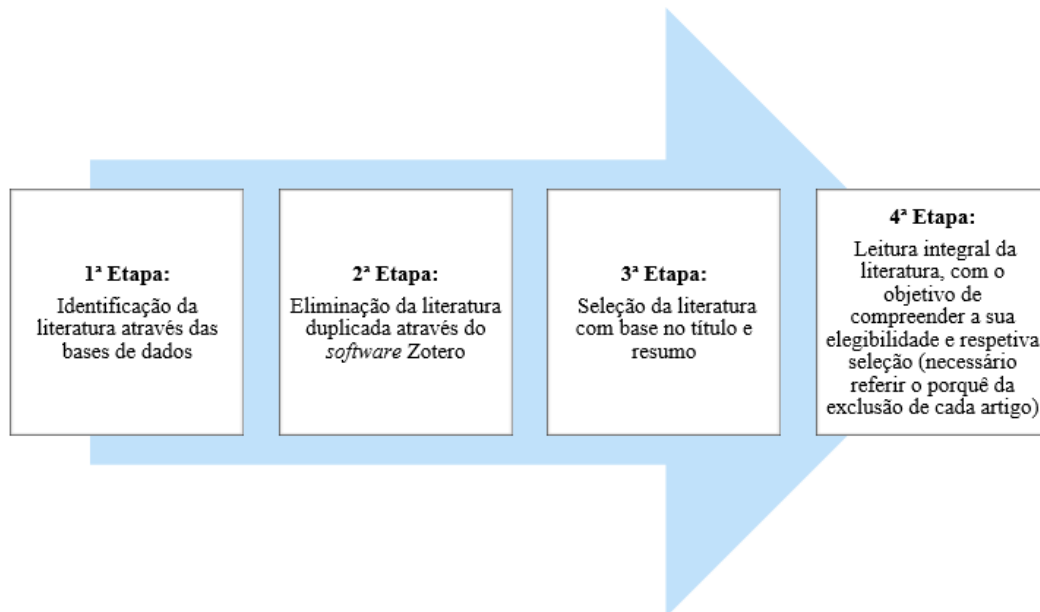 1ª Etapa:
Identificação da
literatura através das
bases de dados
2ª Etapa:
Eliminação da literatura
duplicada através do
software Zotero
3ª Etapa:
Seleção da literatura
com base no título e
resumo
4ª Etapa:
Leitura integral da
literatura, com o
objetivo de
compreender a sua
elegibilidade e respetiva
seleção (necessário
referir o porquê da
exclusão de cada artigo)